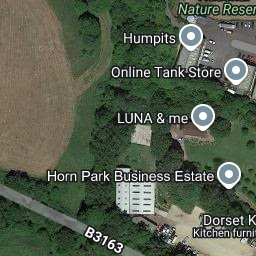 Nature Reser
Humpits
Online Tank Store
LUNA & me
Horn Park Business Estate
B3163
Dorset K
Kitchen furni